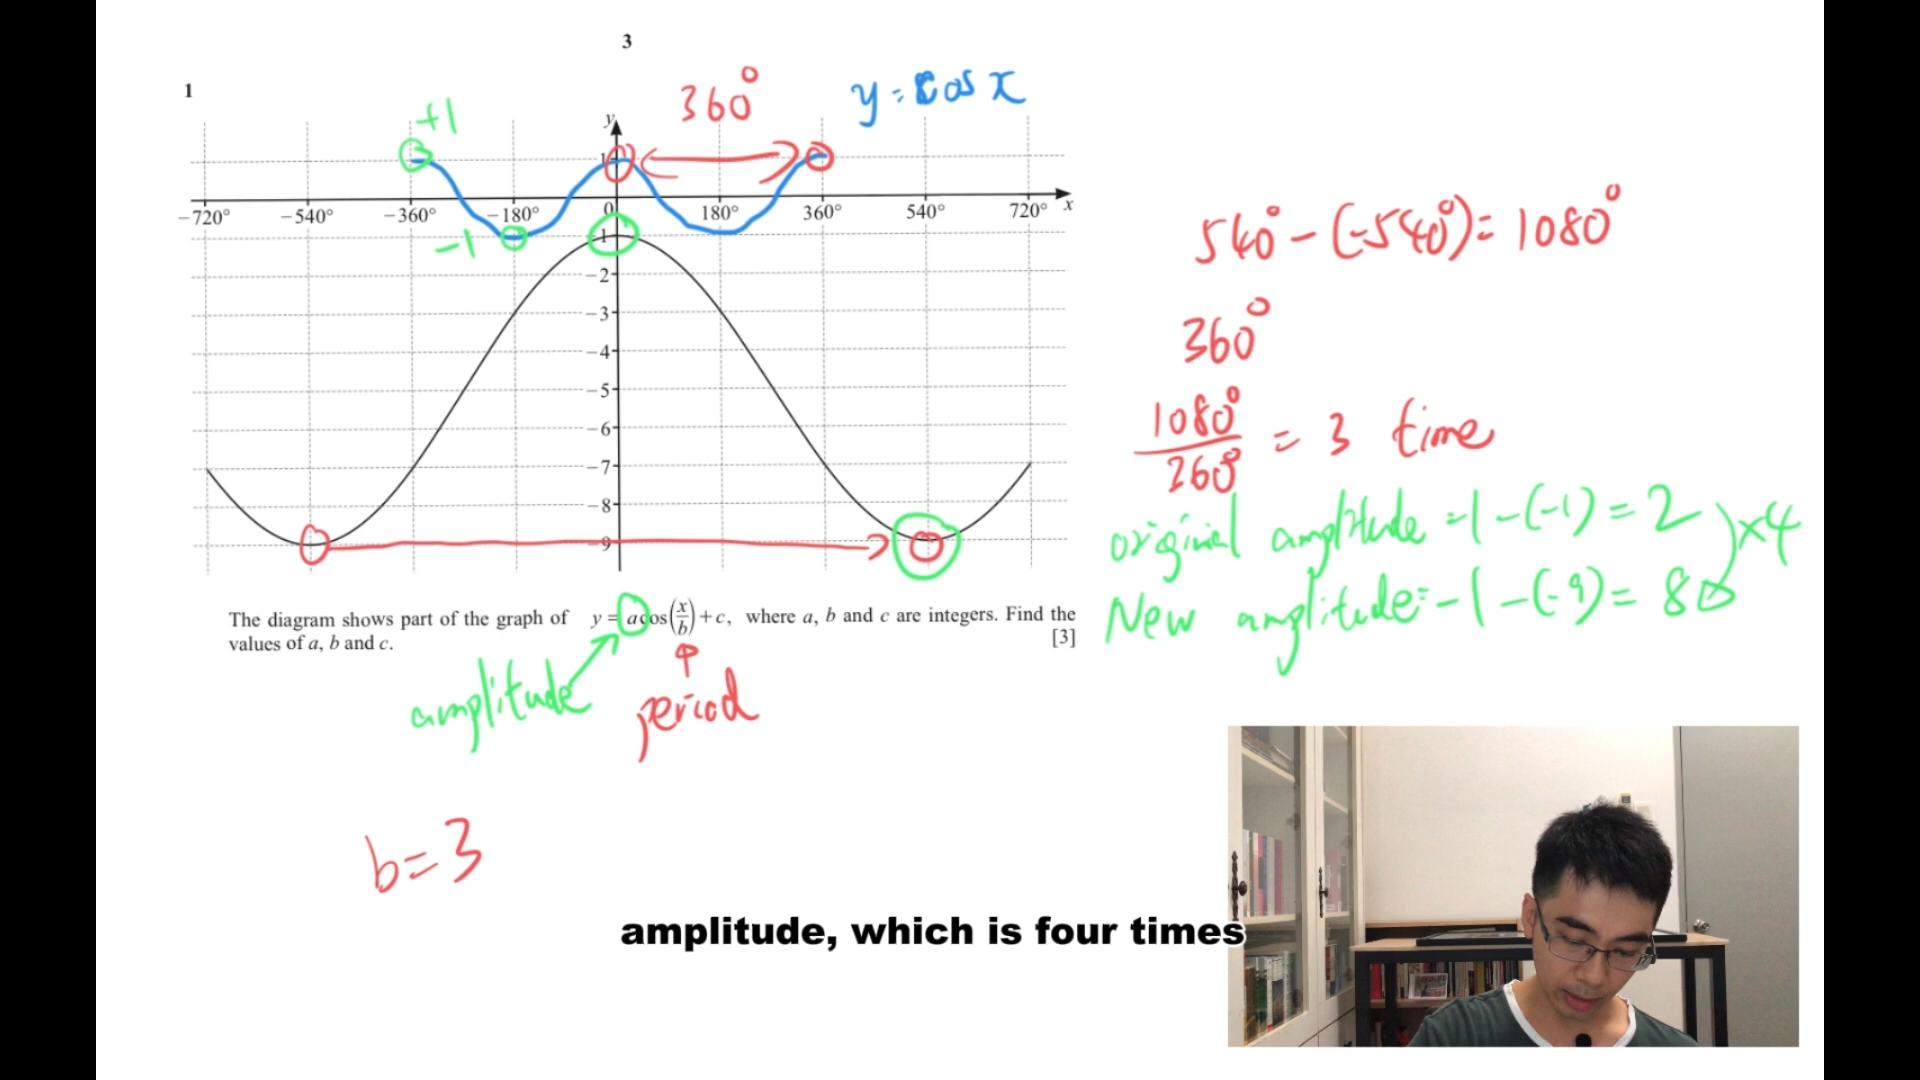 3
1
+1
360°
y = cos x
y
1
−720° −540° −360° −180° 0 180° 360° 540° 720° x
−1
−1
−2
−3
−4
−5
−6
−7
−8
−9
The diagram shows part of the graph of y = a cos(x/b) + c, where a, b and c are integers. Find the
values of a, b and c. [3]
amplitude
period
b=3
540° − (−540°) = 1080°
360°
1080°/360° = 3 time
original amplitude = 1 − (−1) = 2
×4
New amplitude = −1 − (−9) = 8
amplitude, which is four times